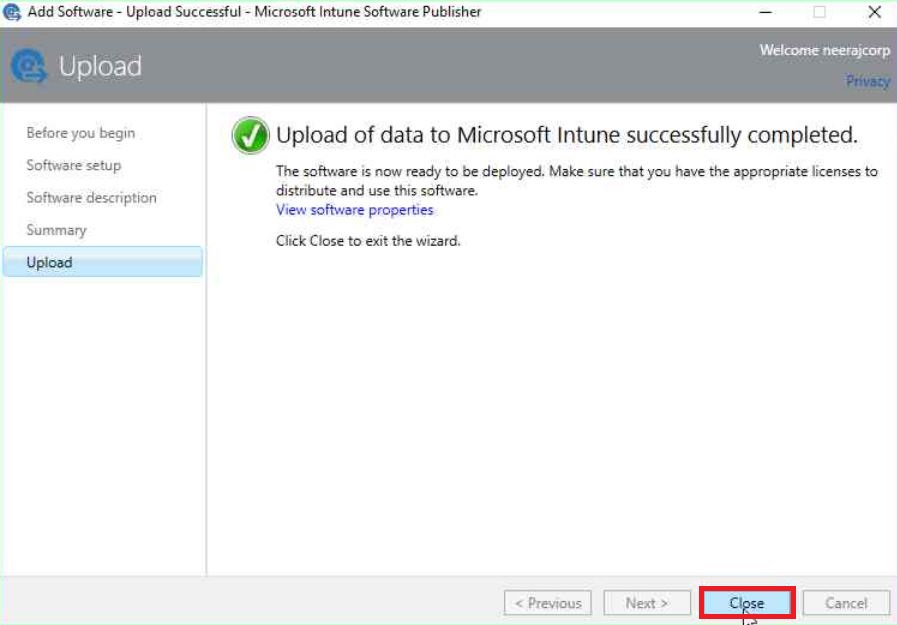 Add Software - Upload Successful - Microsoft Intune Software Publisher
Upload
Welcome neerajcorp
Privacy
Before you begin
Software setup
Software description
Summary
Upload
Upload of data to Microsoft Intune successfully completed.
The software is now ready to be deployed. Make sure that you have the appropriate licenses to
distribute and use this software.
View software properties
Click Close to exit the wizard.
< Previous
Next >
Close
Cancel